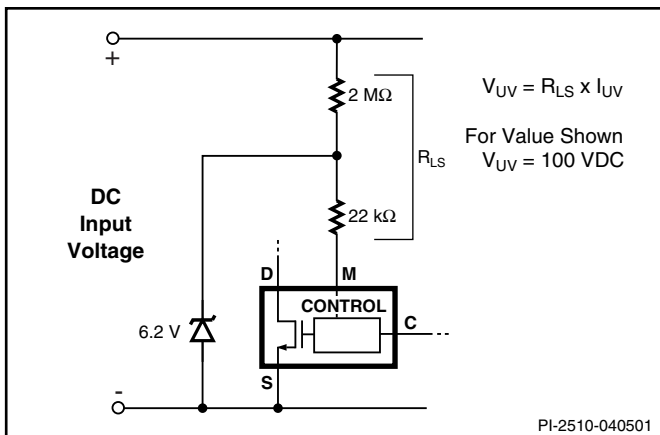 +
2 MΩ
V_UV = R_LS x I_UV
For Value Shown
V_UV = 100 VDC
R_LS
DC
Input
Voltage
22 kΩ
D
M
CONTROL
C
6.2 V
S
-
PI-2510-040501